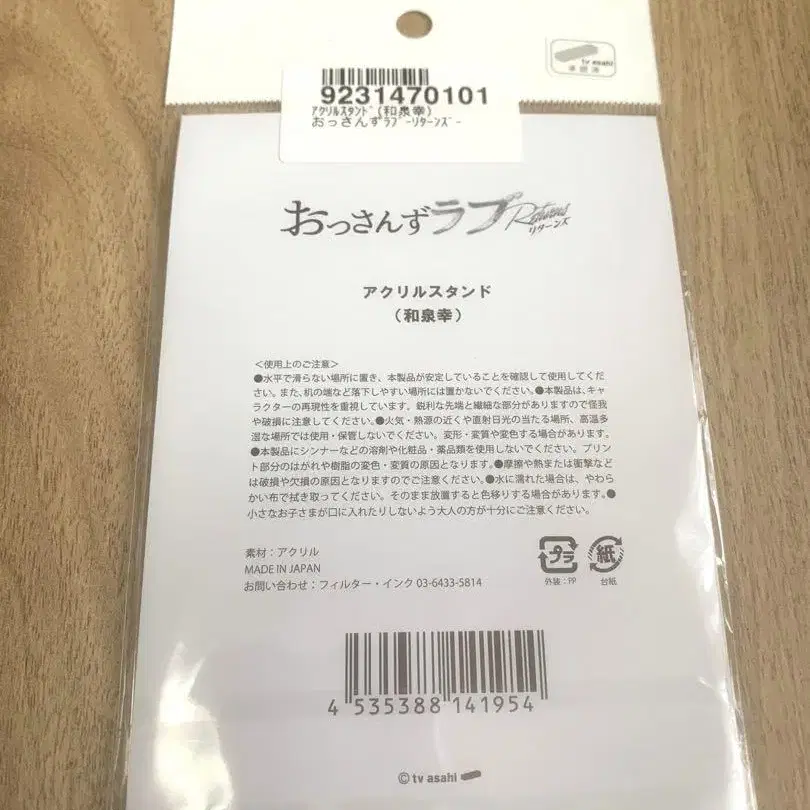 tv asahi
承認済
9231470101
ｱｸﾘﾙｽﾀﾝﾄﾞ(和泉幸)
おっさんずﾗﾌﾞ-ﾘﾀｰﾝｽﾞ-
おっさんずラブ Returns
リターンズ
アクリルスタンド
（和泉幸）
＜使用上のご注意＞
●水平で滑らない場所に置き、本製品が安定していることを確認して使用してくだ
さい。また、机の端など落下しやすい場所には置かないでください。●本製品は、キャ
ラクターの再現性を重視しています。鋭利な先端と繊細な部分がありますので怪我
や破損に注意してください。●火気・熱源の近くや直射日光の当たる場所、高温多
湿な場所では使用・保管しないでください。変形・変質や変色する場合があります。
●本製品にシンナーなどの溶剤や化粧品・薬品類を使用しないでください。プリン
ト部分のはがれや樹脂の変色・変質の原因となります。●摩擦や熱または衝撃など
は破損や欠損の原因となりますのでご注意ください。●水に濡れた場合は、やわら
かい布で拭き取ってください。そのまま放置すると色移りする場合があります。●
小さなお子さまが口に入れたりしないよう大人の方が十分にご注意ください。
素材：アクリル
MADE IN JAPAN
お問い合わせ：フィルター・インク 03-6433-5814
プラ
外装：PP
紙
台紙
4 535388 141954
©tv asahi